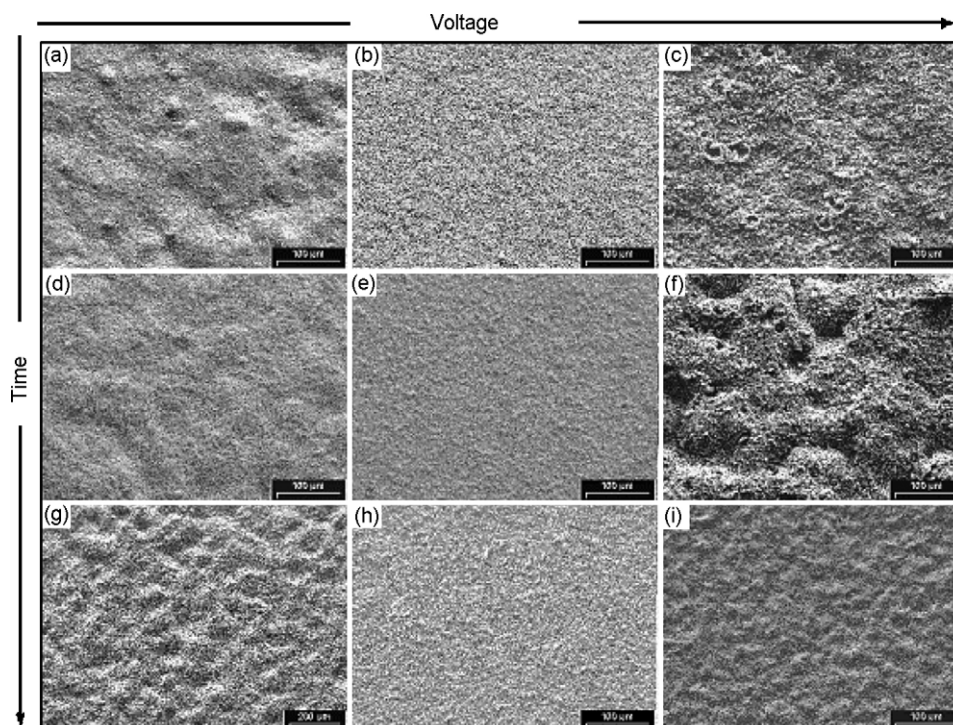 Voltage
Time
(a)
(b)
(c)
100 µm
100 µm
100 µm
(d)
(e)
(f)
100 µm
100 µm
100 µm
(g)
(h)
(i)
200 µm
100 µm
100 µm